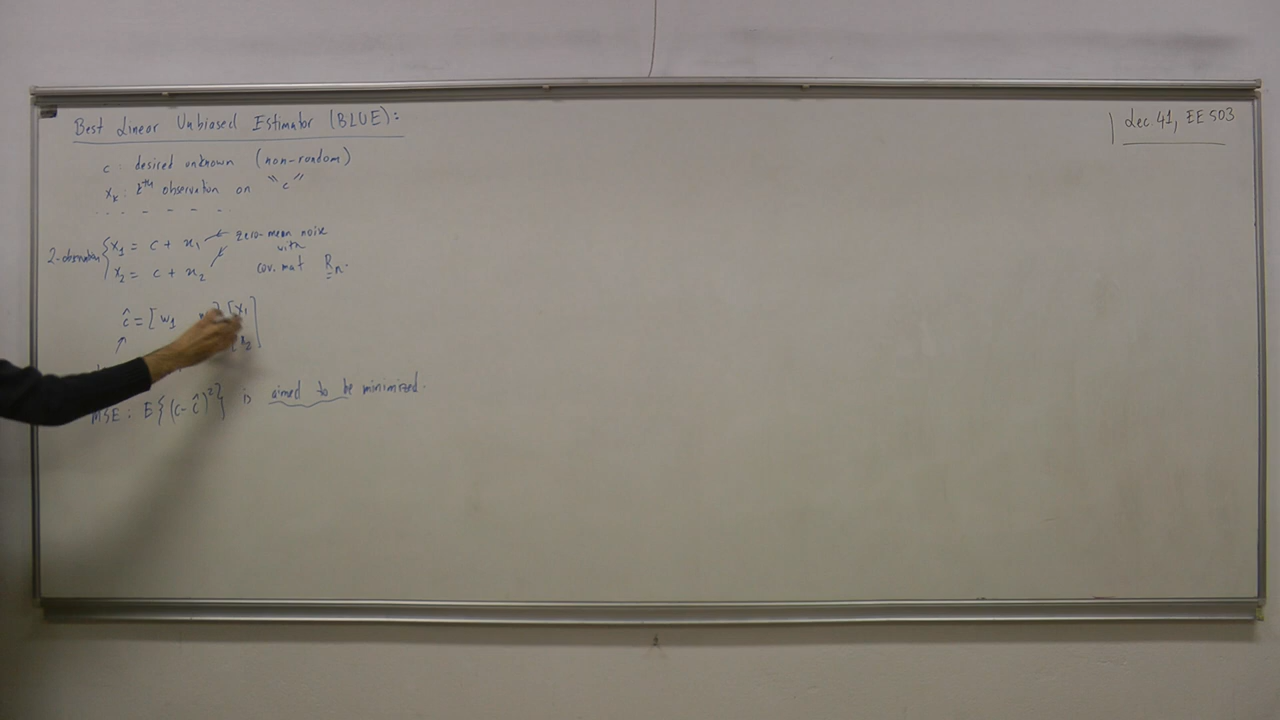 Best Linear Unbiased Estimator (BLUE):
Lec. 41, EE 503
c : desired unknown (non-random)
x_k : k^th observation on "c"
2-observation { x_1 = c + n_1 ← zero-mean noise
x_2 = c + n_2 with
cov. mat R_n.
ĉ = [w_1 ] [x_1
x_2]
MSE : E{(c - ĉ)^2} is aimed to be minimized.